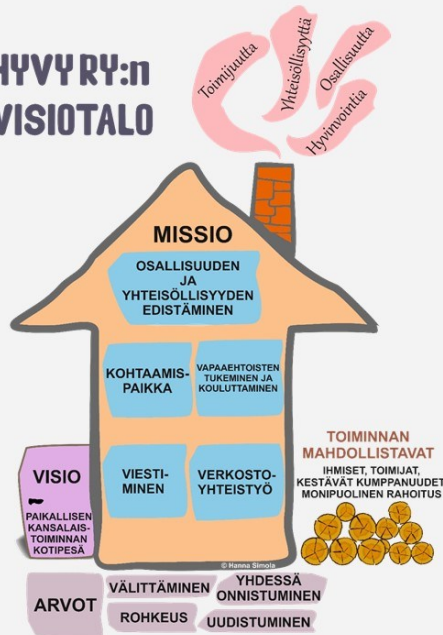 HYVY RY:n
VISIOTALO
Toimijuutta
Yhteisöllisyyttä
Osallisuutta
Hyvinvointia
MISSIO
OSALLISUUDEN
JA
YHTEISÖLLISYYDEN
EDISTÄMINEN
KOHTAAMIS-
PAIKKA
VAPAAEHTOISTEN
TUKEMINEN JA
KOULUTTAMINEN
VIESTI-
MINEN
VERKOSTO-
YHTEISTYÖ
VISIO
-
PAIKALLISEN
KANSALAIS-
TOIMINNAN
KOTIPESÄ
TOIMINNAN
MAHDOLLISTAVAT
IHMISET, TOIMIJAT,
KESTÄVÄT KUMPPANUUDET
MONIPUOLINEN RAHOITUS
© Hanna Simola
ARVOT
VÄLITTÄMINEN
YHDESSÄ
ONNISTUMINEN
ROHKEUS
UUDISTUMINEN